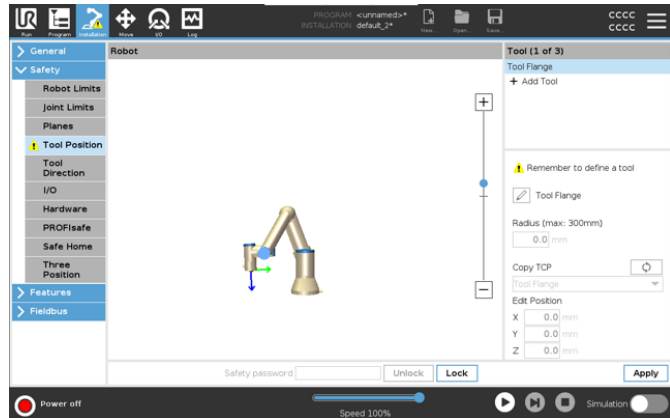 UR
PROGRAM <unnamed>*
INSTALLATION default_2*
CCCC
CCCC
Run Program Installation Move I/O Log New... Open... Save...
General
Safety
Robot Limits
Joint Limits
Planes
Tool Position
Tool
Direction
I/O
Hardware
PROFIsafe
Safe Home
Three
Position
Features
Fieldbus
Robot
Tool (1 of 3)
Tool Flange
+ Add Tool
Remember to define a tool
Tool Flange
Radius (max: 300mm)
0.0 mm
Copy TCP
Tool Flange
Edit Position
X 0.0 mm
Y 0.0 mm
Z 0.0 mm
Safety password Unlock Lock Apply
Power off
Speed 100%
Simulation